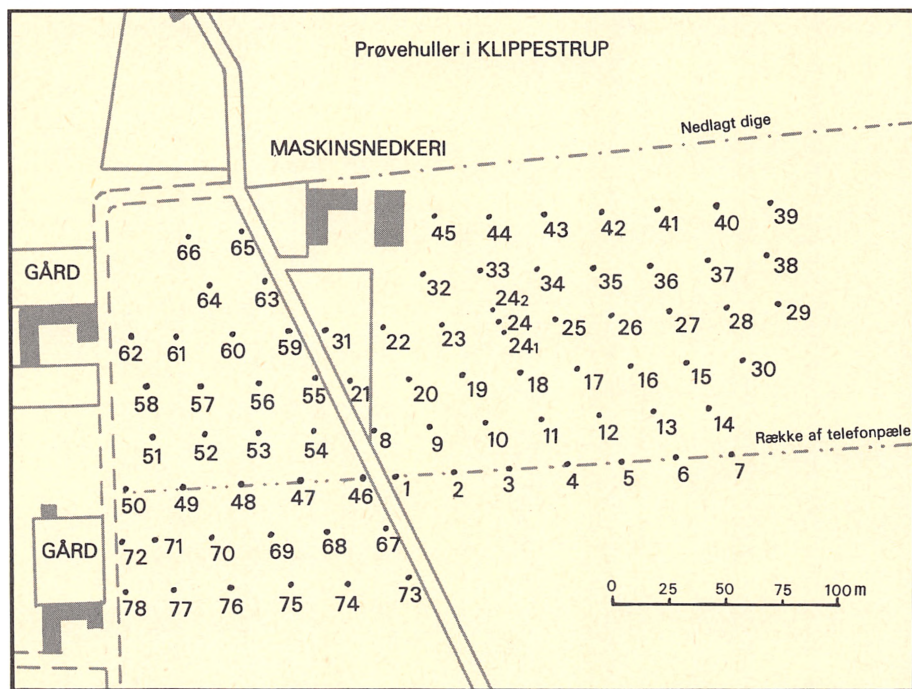 Prøvehuller i KLIPPESTRUP
Nedlagt dige
MASKINSNEDKERI
45 44 43 42 41 40 39
66 65
GÅRD
64 63 32 33 34 35 36 37 38
24₂
62 61 60 59 31 22 23 24 25 26 27 28 29
24₁
58 57 56 55 21 20 19 18 17 16 15 30
51 52 53 54 8 9 10 11 12 13 14
Række af telefonpæle
50 49 48 47 46 1 2 3 4 5 6 7
GÅRD
72 71 70 69 68 67
78 77 76 75 74 73
0 25 50 75 100 m